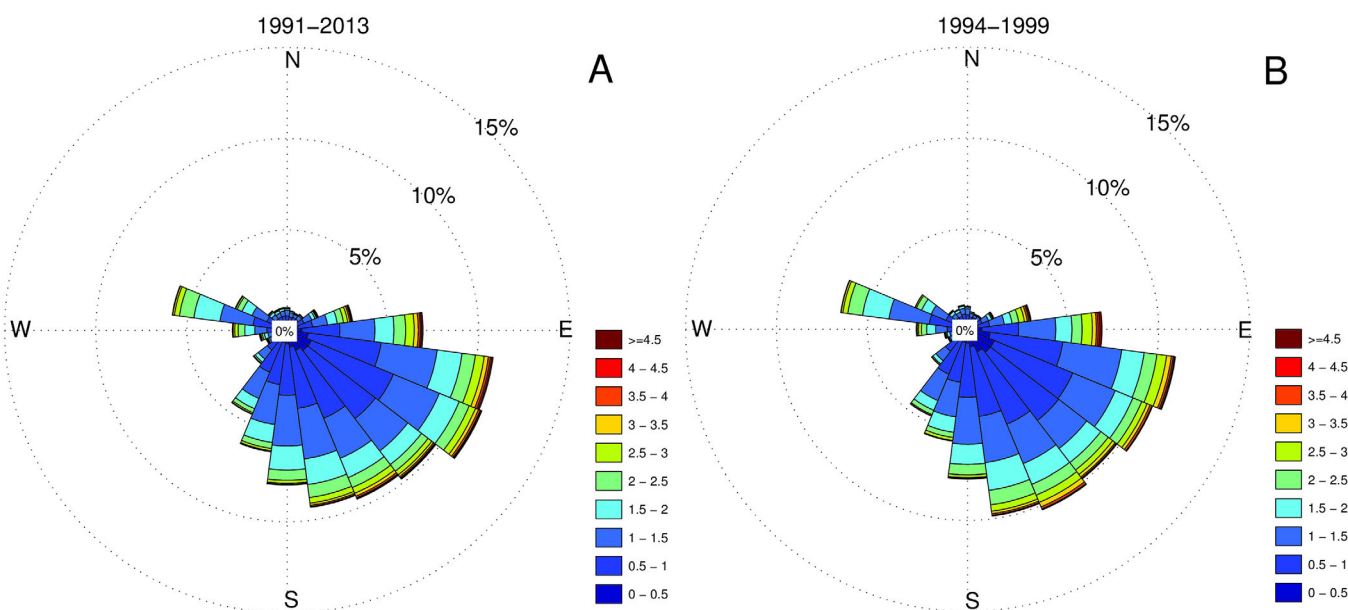 1991−2013
N
A
15%
10%
5%
W
0%
E
S
>=4.5
4 − 4.5
3.5 − 4
3 − 3.5
2.5 − 3
2 − 2.5
1.5 − 2
1 − 1.5
0.5 − 1
0 − 0.5
1994−1999
N
B
15%
10%
5%
W
0%
E
S
>=4.5
4 − 4.5
3.5 − 4
3 − 3.5
2.5 − 3
2 − 2.5
1.5 − 2
1 − 1.5
0.5 − 1
0 − 0.5